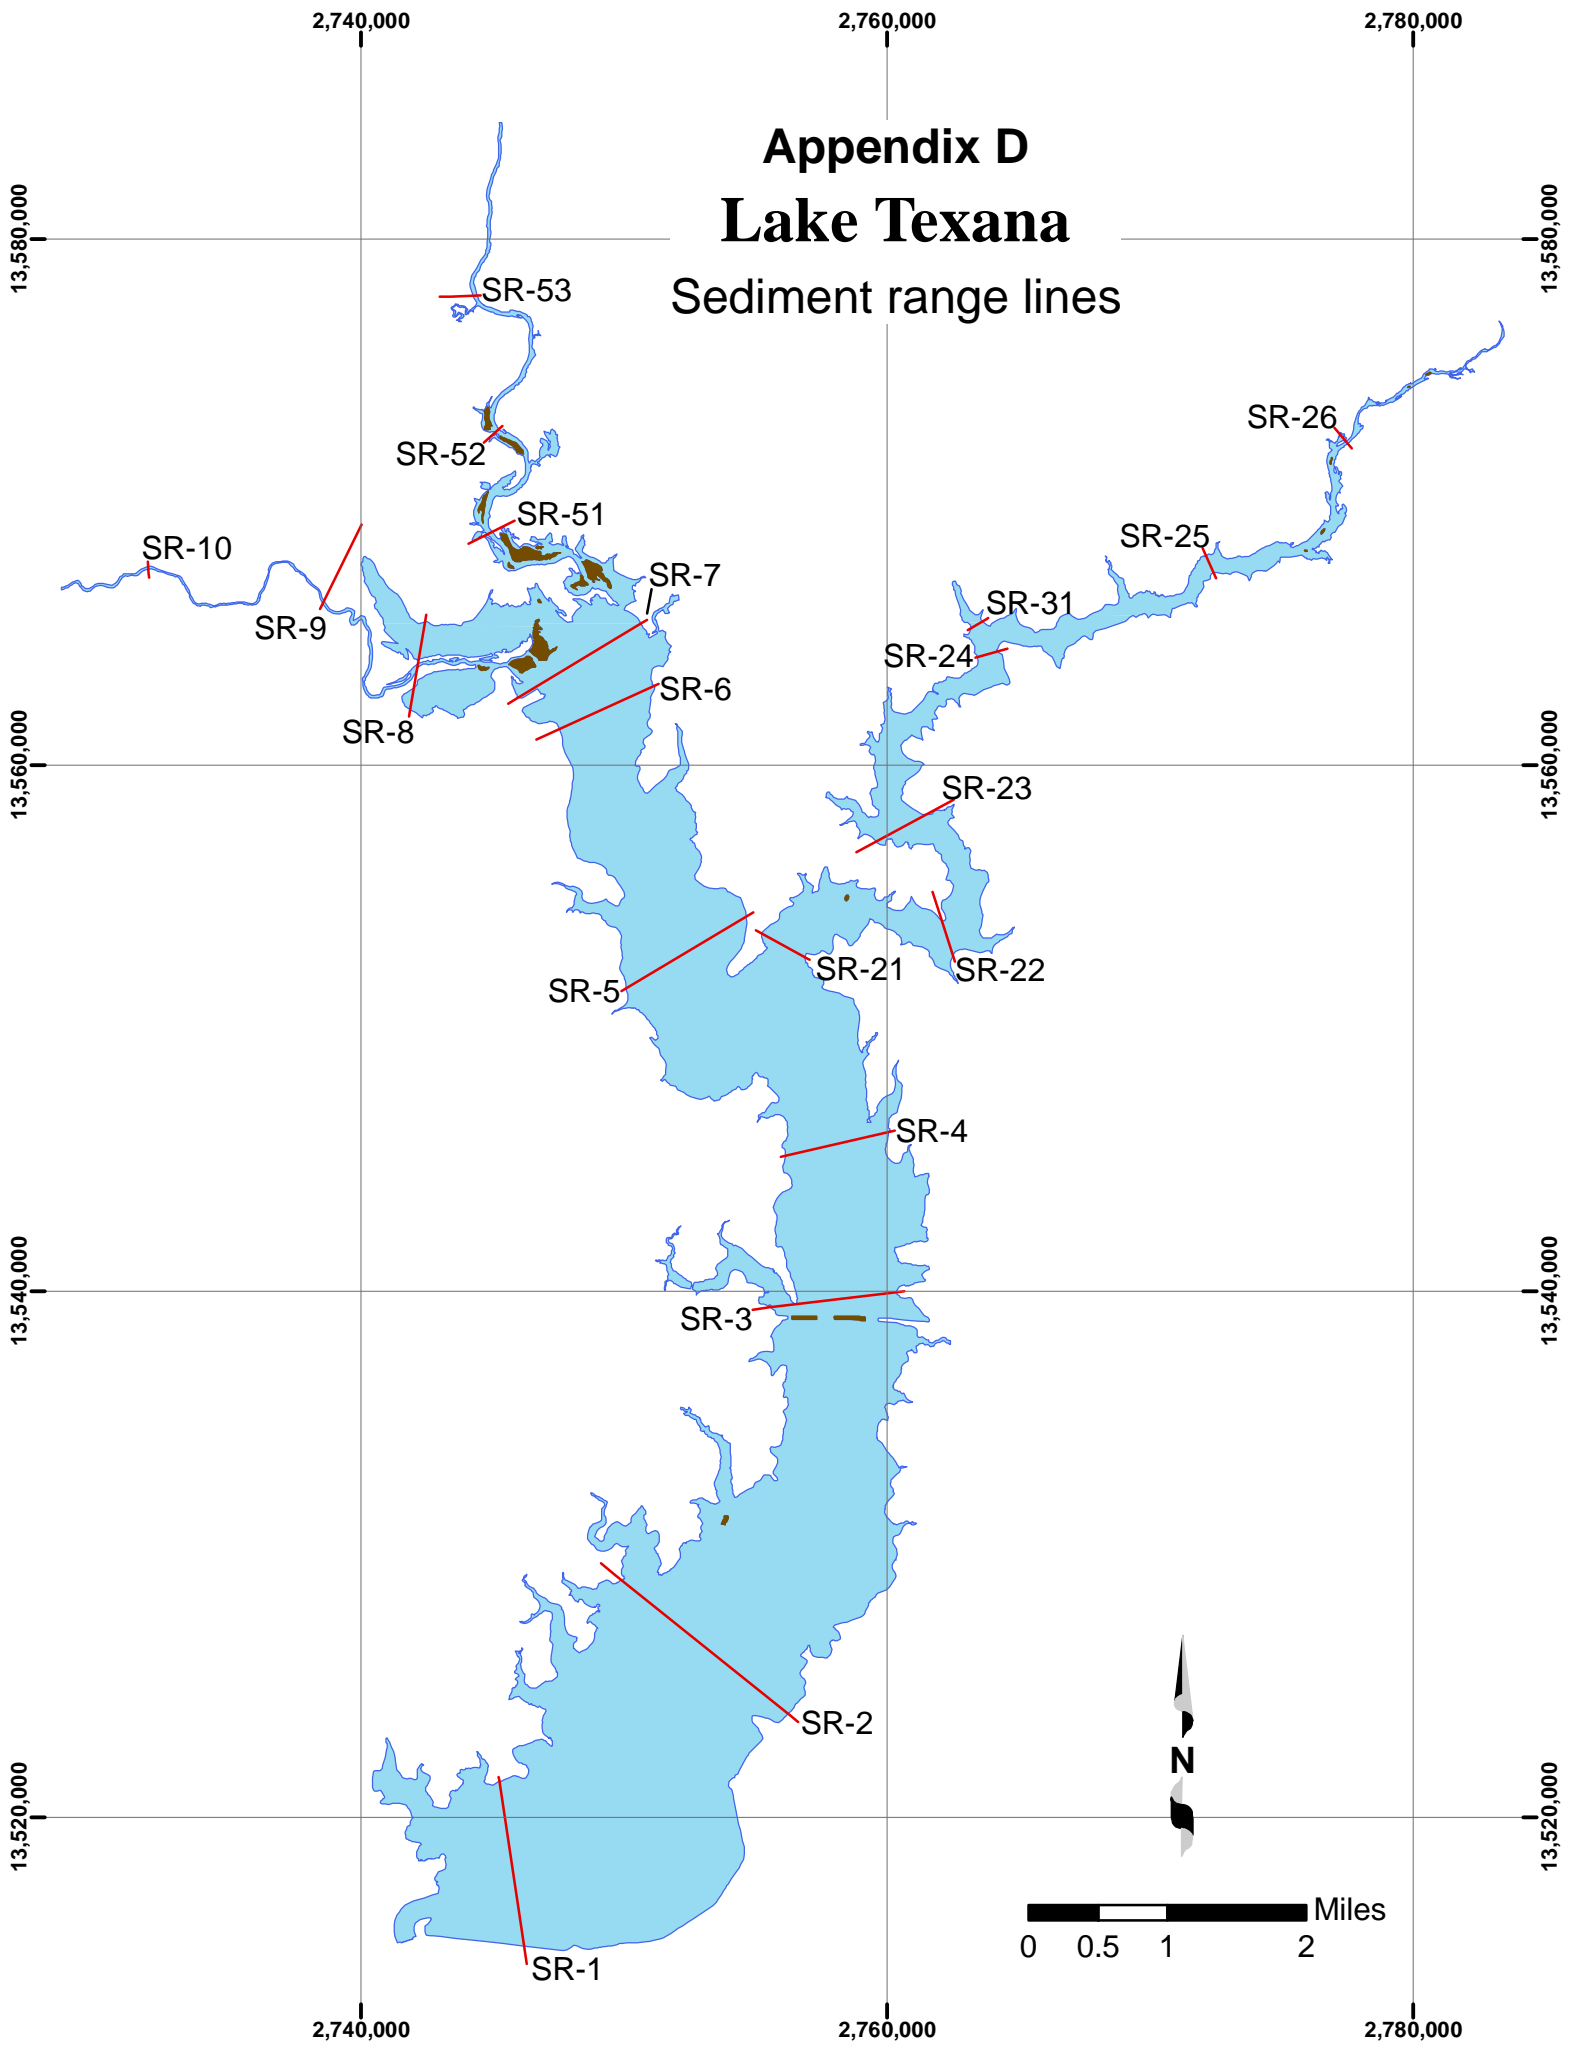 2,740,000
2,760,000
2,780,000
Appendix D
Lake Texana
Sediment range lines
13,580,000
13,580,000
SR-53
SR-26
SR-52
SR-51
SR-25
SR-10
SR-7
SR-31
SR-9
SR-24
SR-6
SR-8
13,560,000
13,560,000
SR-23
SR-21
SR-22
SR-5
SR-4
13,540,000
13,540,000
SR-3
SR-2
N
13,520,000
13,520,000
Miles
0 0.5 1 2
SR-1
2,740,000
2,760,000
2,780,000